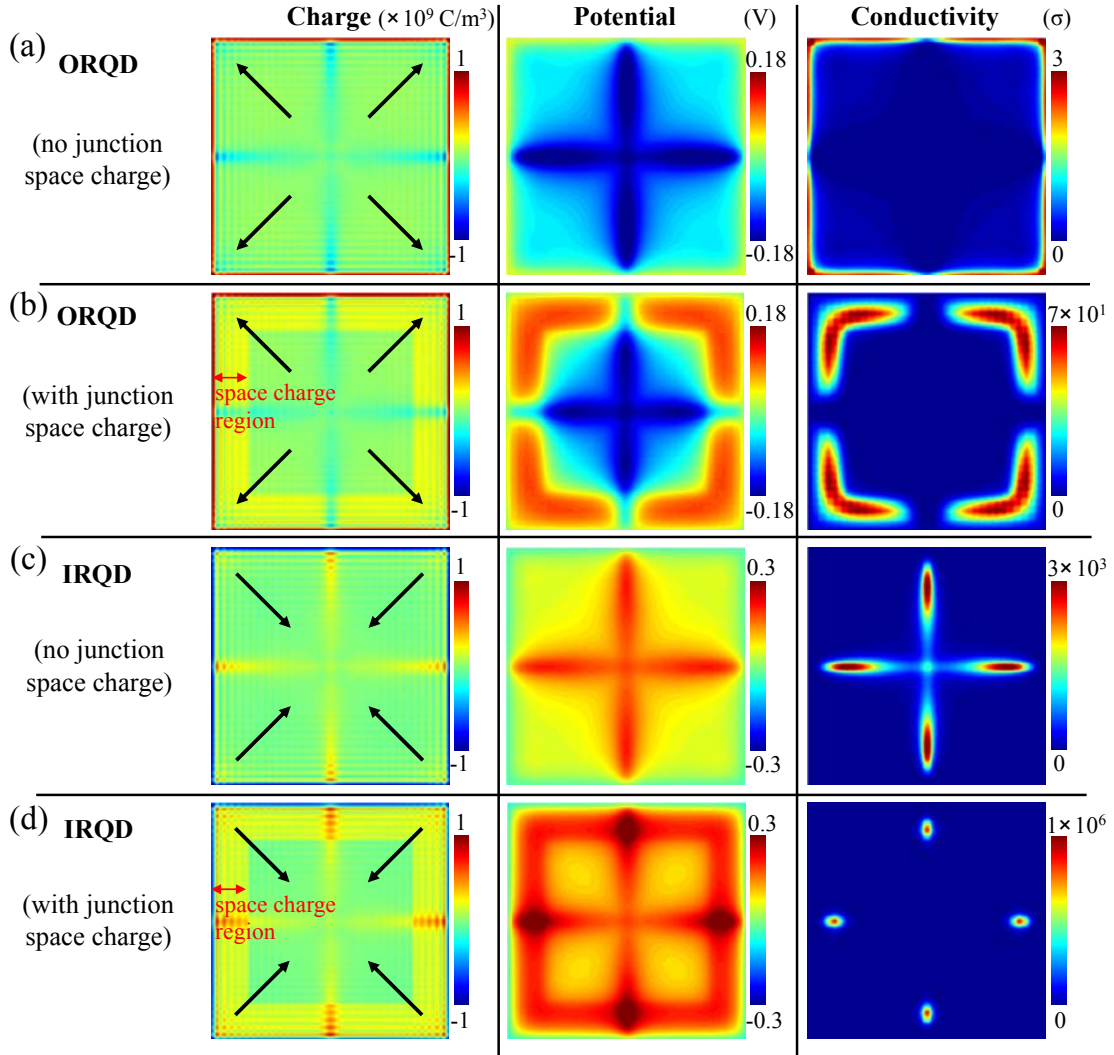 Charge (× 10⁹ C/m³) Potential (V) Conductivity (σ)
(a) ORQD
(no junction
space charge)
1
-1
0.18
-0.18
3
0
(b) ORQD
(with junction
space charge)
space charge
region
1
-1
0.18
-0.18
7× 10¹
0
(c) IRQD
(no junction
space charge)
1
-1
0.3
-0.3
3× 10³
0
(d) IRQD
(with junction
space charge)
space charge
region
1
-1
0.3
-0.3
1× 10⁶
0